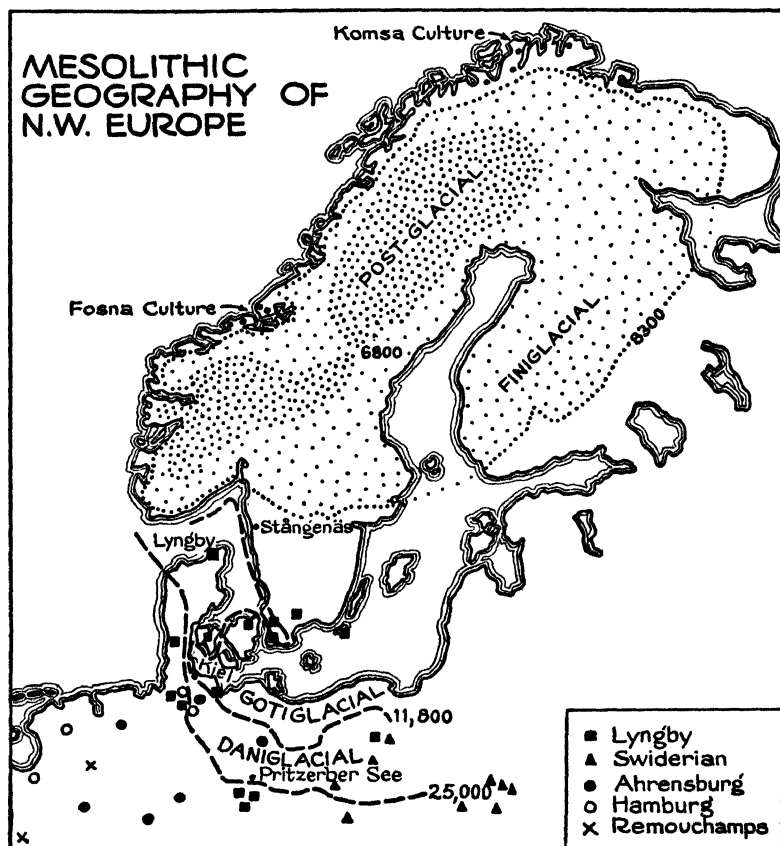 MESOLITHIC
GEOGRAPHY OF
N.W. EUROPE
Komsa Culture
POST GLACIAL
Fosna Culture
6800
FINIGLACIAL
8300
Stångenäs
Lyngby
Kiel
GOTIGLACIAL
11,800
DANIGLACIAL
Pritzerber See
25,000
Lyngby
Swiderian
Ahrensburg
Hamburg
Remouchamps